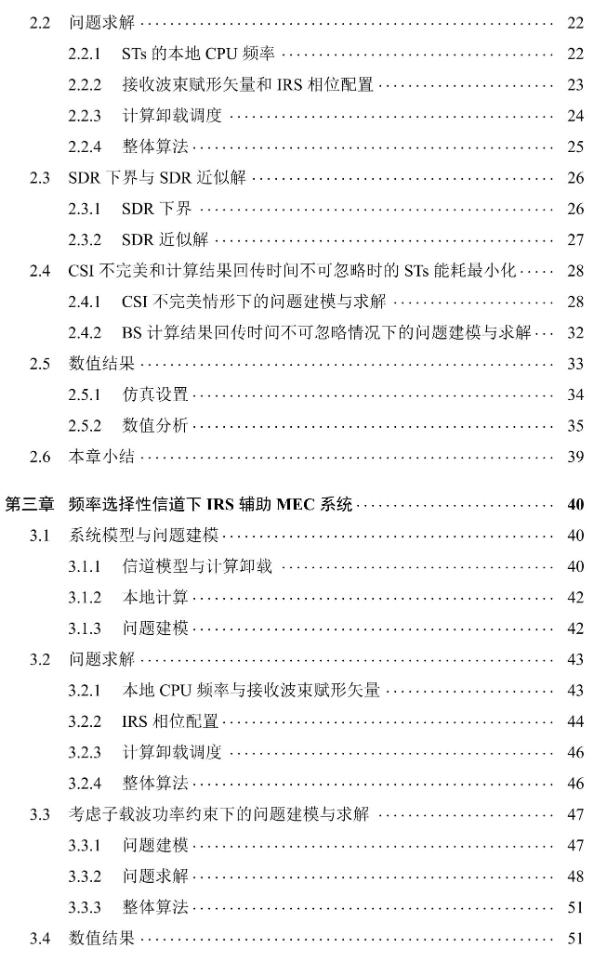 2.2 问题求解 22
2.2.1 STs 的本地 CPU 频率 22
2.2.2 接收波束赋形矢量和 IRS 相位配置 23
2.2.3 计算卸载调度 24
2.2.4 整体算法 25
2.3 SDR 下界与 SDR 近似解 26
2.3.1 SDR 下界 26
2.3.2 SDR 近似解 27
2.4 CSI 不完美和计算结果回传时间不可忽略时的 STs 能耗最小化 28
2.4.1 CSI 不完美情形下的问题建模与求解 28
2.4.2 BS 计算结果回传时间不可忽略情况下的问题建模与求解 32
2.5 数值结果 33
2.5.1 仿真设置 34
2.5.2 数值分析 35
2.6 本章小结 39
第三章 频率选择性信道下 IRS 辅助 MEC 系统 40
3.1 系统模型与问题建模 40
3.1.1 信道模型与计算卸载 40
3.1.2 本地计算 42
3.1.3 问题建模 42
3.2 问题求解 43
3.2.1 本地 CPU 频率与接收波束赋形矢量 43
3.2.2 IRS 相位配置 44
3.2.3 计算卸载调度 46
3.2.4 整体算法 46
3.3 考虑子载波功率约束下的问题建模与求解 47
3.3.1 问题建模 47
3.3.2 问题求解 48
3.3.3 整体算法 51
3.4 数值结果 51